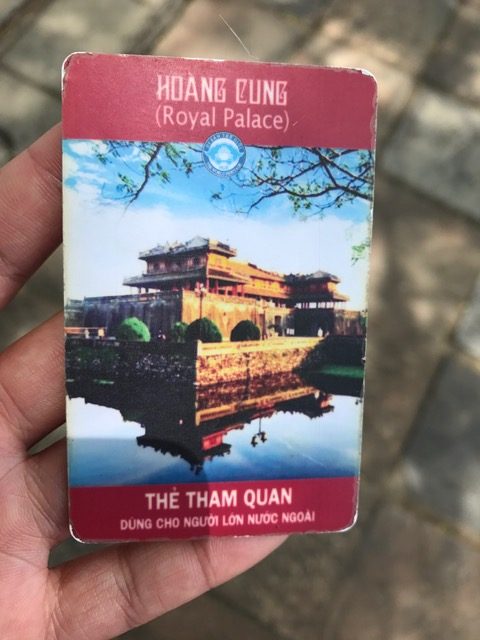 HOÀNG CUNG
(Royal Palace)
THẺ THAM QUAN
DÙNG CHO NGƯỜI LỚN NƯỚC NGOÀI